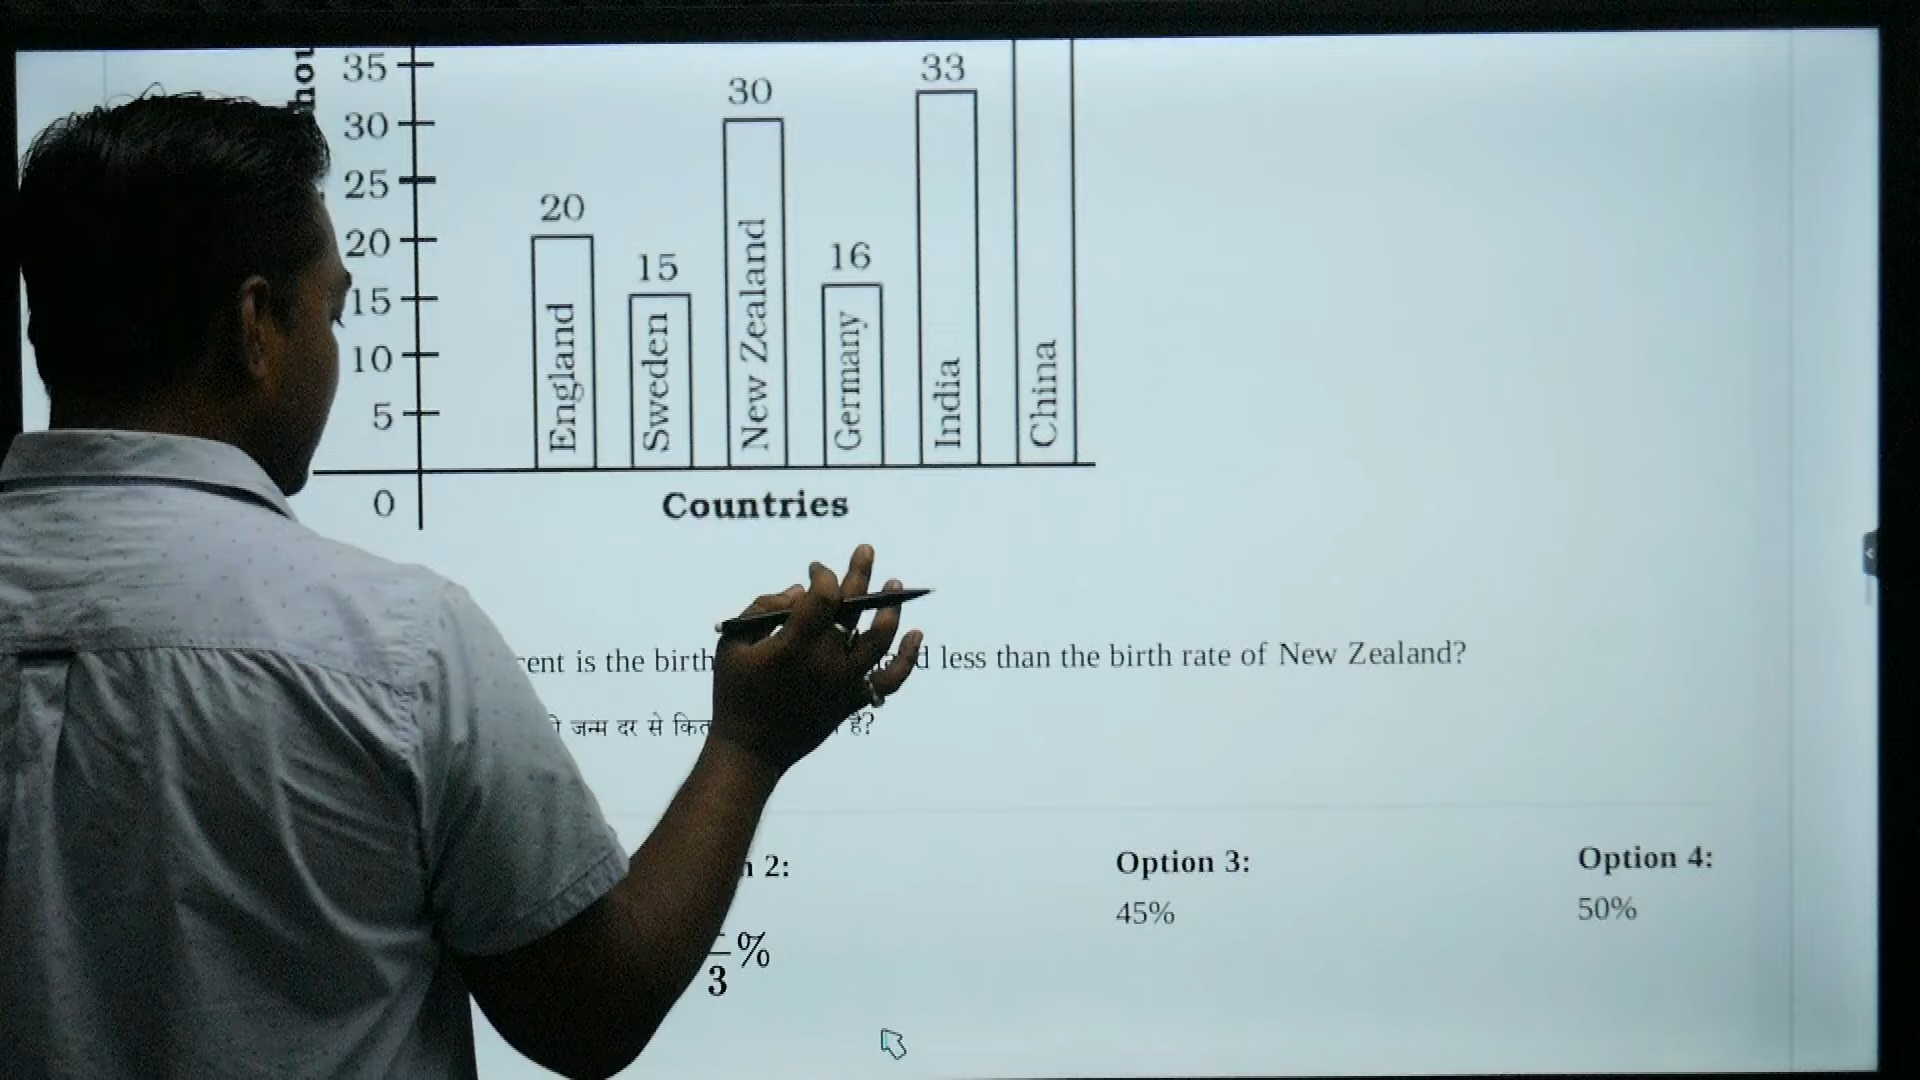 35
30
25
20
15
10
5
0
20
15
30
16
33
England
Sweden
New Zealand
Germany
India
China
Countries
is the less than the birth rate of New Zealand?
जन्म दर से है?
2:
3
%
Option 3:
45%
Option 4:
50%